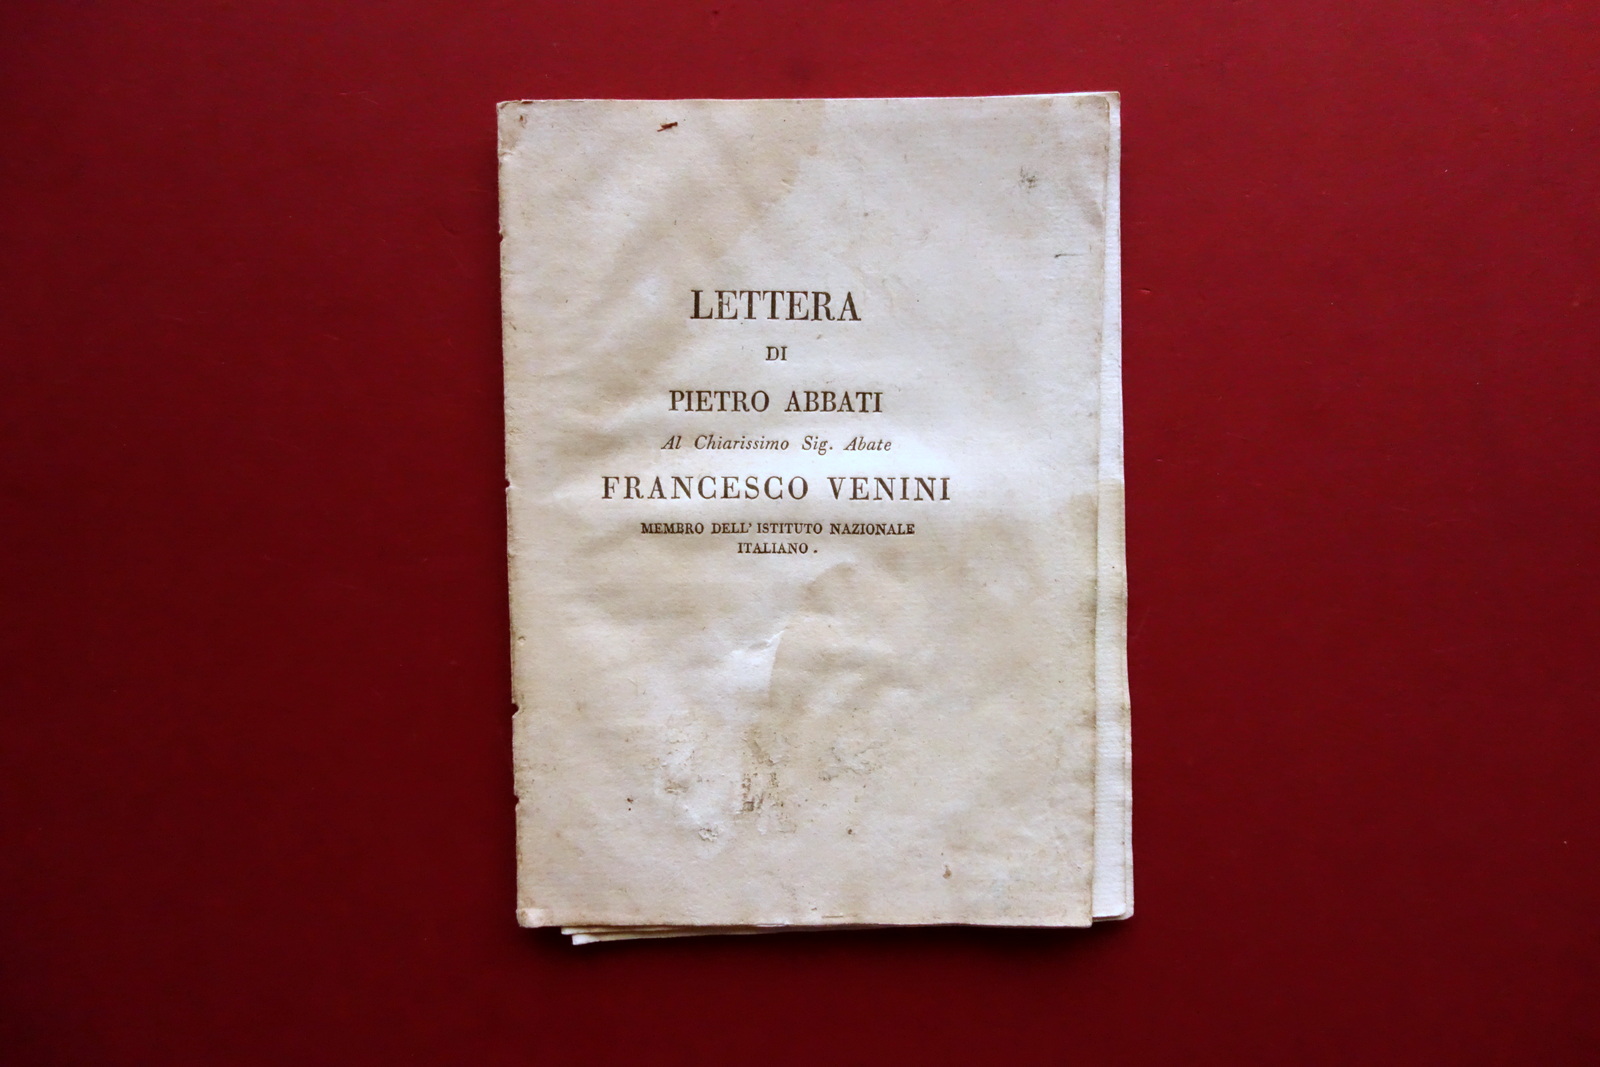 LETTERA
DI
PIETRO ABBATI
Al Chiarissimo Sig. Abate
FRANCESCO VENINI
MEMBRO DELL' ISTITUTO NAZIONALE
ITALIANO .